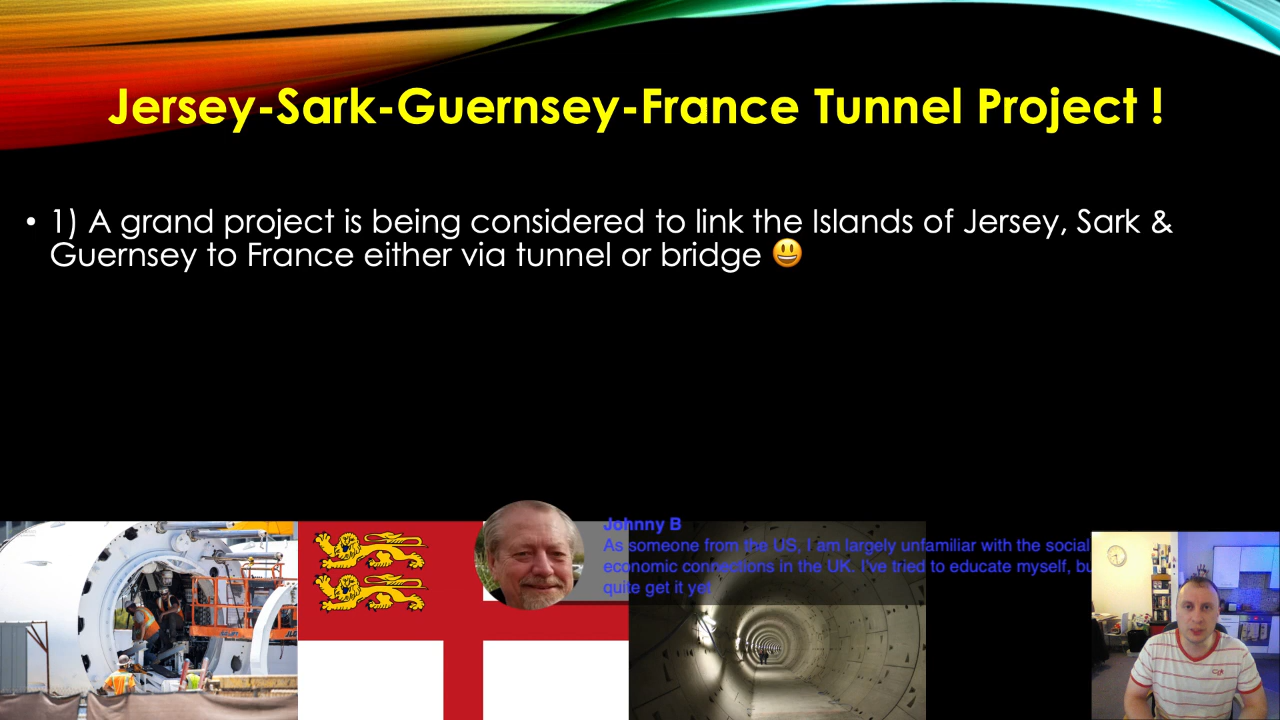 Jersey-Sark-Guernsey-France Tunnel Project !
• 1) A grand project is being considered to link the Islands of Jersey, Sark &
Guernsey to France either via tunnel or bridge 😃
Johnny B
As someone from the US, I am largely unfamiliar with the social
economic connections in the UK. I've tried to educate myself, bu
quite get it yet